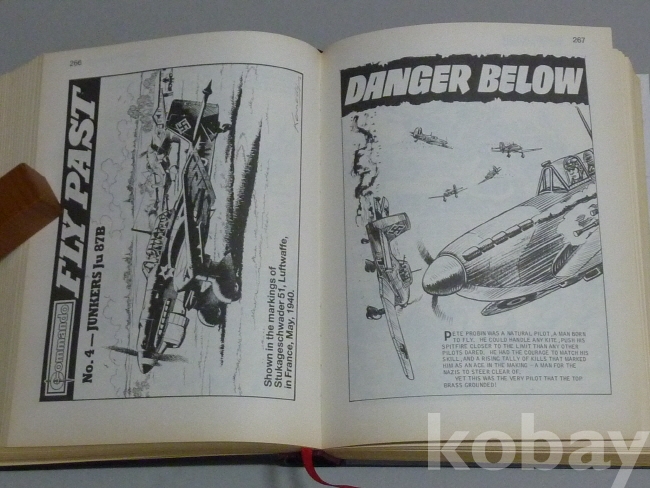 266
Commando
FLY PAST
No. 4 — JUNKERS Ju 87B
Shown in the markings of
Stukageschwader 51, Luftwaffe,
in France, May, 1940.
267
DANGER BELOW
PETE PROBIN WAS A NATURAL PILOT, A MAN BORN
TO FLY. HE COULD HANDLE ANY KITE, PUSH HIS
SPITFIRE CLOSER TO THE LIMIT THAN ANY OTHER
PILOTS DARED. HE HAD THE COURAGE TO MATCH HIS
SKILL, AND A RISING TALLY OF KILLS THAT MARKED
HIM AS AN ACE IN THE MAKING — A MAN FOR THE
NAZIS TO STEER CLEAR OF.
YET THIS WAS THE VERY PILOT THAT THE TOP
BRASS GROUNDED!
kobay